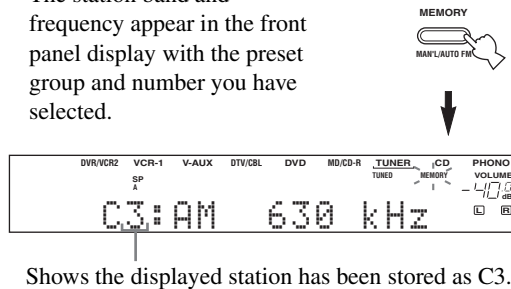 The station band and
frequency appear in the front
panel display with the preset
group and number you have
selected.
MEMORY
MAN'L/AUTO FM
DVR/VCR2 VCR-1 V-AUX DTV/CBL DVD MD/CD-R TUNER CD PHONO
SP TUNED MEMORY VOLUME
A
C3:AM 630 kHz
-40.0 dB
L R
Shows the displayed station has been stored as C3.